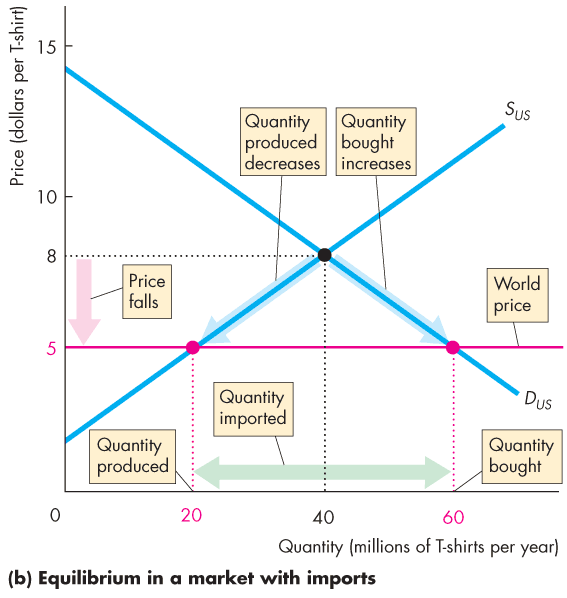 Price (dollars per T-shirt)
15
10
8
5
0
20
40
60
Quantity
produced
decreases
Quantity
bought
increases
S US
Price
falls
World
price
Quantity
imported
D US
Quantity
produced
Quantity
bought
Quantity (millions of T-shirts per year)
(b) Equilibrium in a market with imports